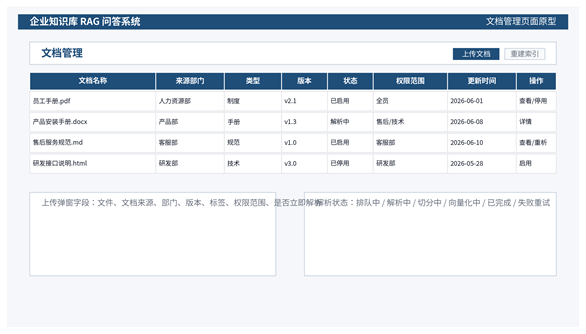 企业知识库 RAG 问答系统 文档管理页面原型
文档管理 上传文档 重建索引
文档名称 来源部门 类型 版本 状态 权限范围 更新时间 操作
员工手册.pdf 人力资源部 制度 v2.1 已启用 全员 2026-06-01 查看/停用
产品安装手册.docx 产品部 手册 v1.3 解析中 售后/技术 2026-06-08 详情
售后服务规范.md 客服部 规范 v1.0 已启用 客服部 2026-06-10 查看/重析
研发接口说明.html 研发部 技术 v3.0 已停用 研发部 2026-05-28 启用
上传弹窗字段：文件、文档来源、部门、版本、标签、权限范围、是否立即解析
解析状态：排队中 / 解析中 / 切分中 / 向量化中 / 已完成 / 失败重试